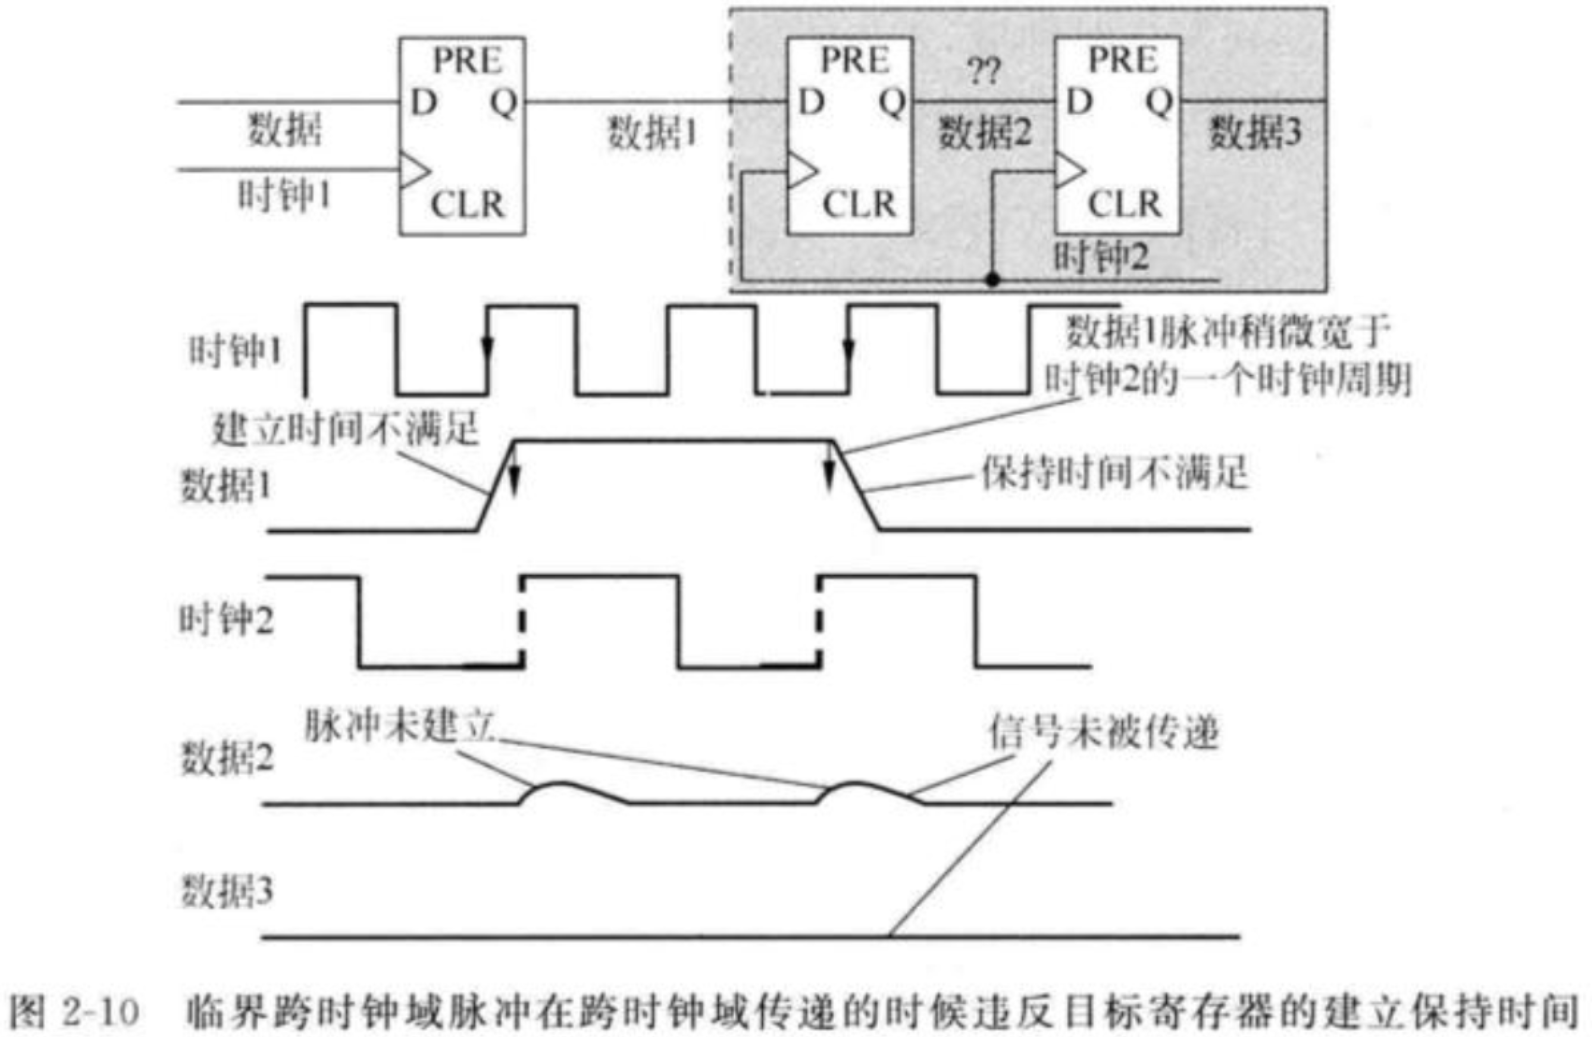 PRE
PRE
PRE
D
Q
D
Q
??
D
Q
数据
数据1
数据2
数据3
时钟1
CLR
CLR
CLR
时钟2
时钟1
数据1脉冲稍微宽于
时钟2的一个时钟周期
建立时间不满足
数据1
保持时间不满足
时钟2
脉冲未建立
信号未被传递
数据2
数据3
图 2-10 临界跨时钟域脉冲在跨时钟域传递的时候违反目标寄存器的建立保持时间